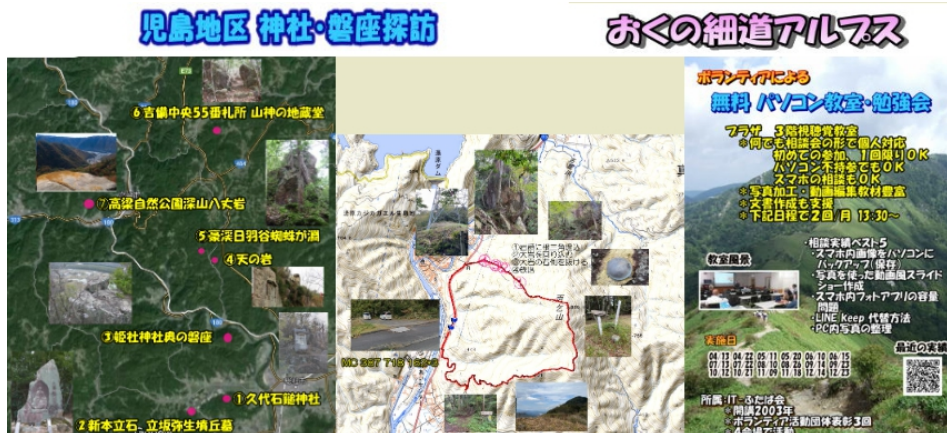 児島地区 神社・磐座探訪
おくの細道アルプス
6 吉備中央55番札所 山神の地蔵堂
⑦高梁自然公園深山八丈岩
5 豪渓日羽谷蜘蛛が淵
④天の岩
③姫社神社奥の磐座
1 久代石鎚神社
2 新本立石、立坂弥生墳丘墓
ボランティアによる
無料 パソコン教室・勉強会
プラザ 3階視聴覚教室
*何でも相談会の形で個人対応
初めての参加、1回限りOK
パソコン不持参でもOK
スマホの相談もOK
*写真加工・動画編集教材豊富
*文書作成も支援
*下記日程で2回/月 13:30~
・相談実績ベスト5
・スマホ内画像をパソコンに
バックアップ(保存)
・写真を使った動画風スライド
ショー作成
・スマホ内フォトアプリの容量
問題
・LINE Keep 代替方法
・PC内写真の整理
教室風景
実施日
最近の実績
所属:IT-ふたば会
*開講2003年
*ボランティア活動団体表彰3回
*4会場で活動